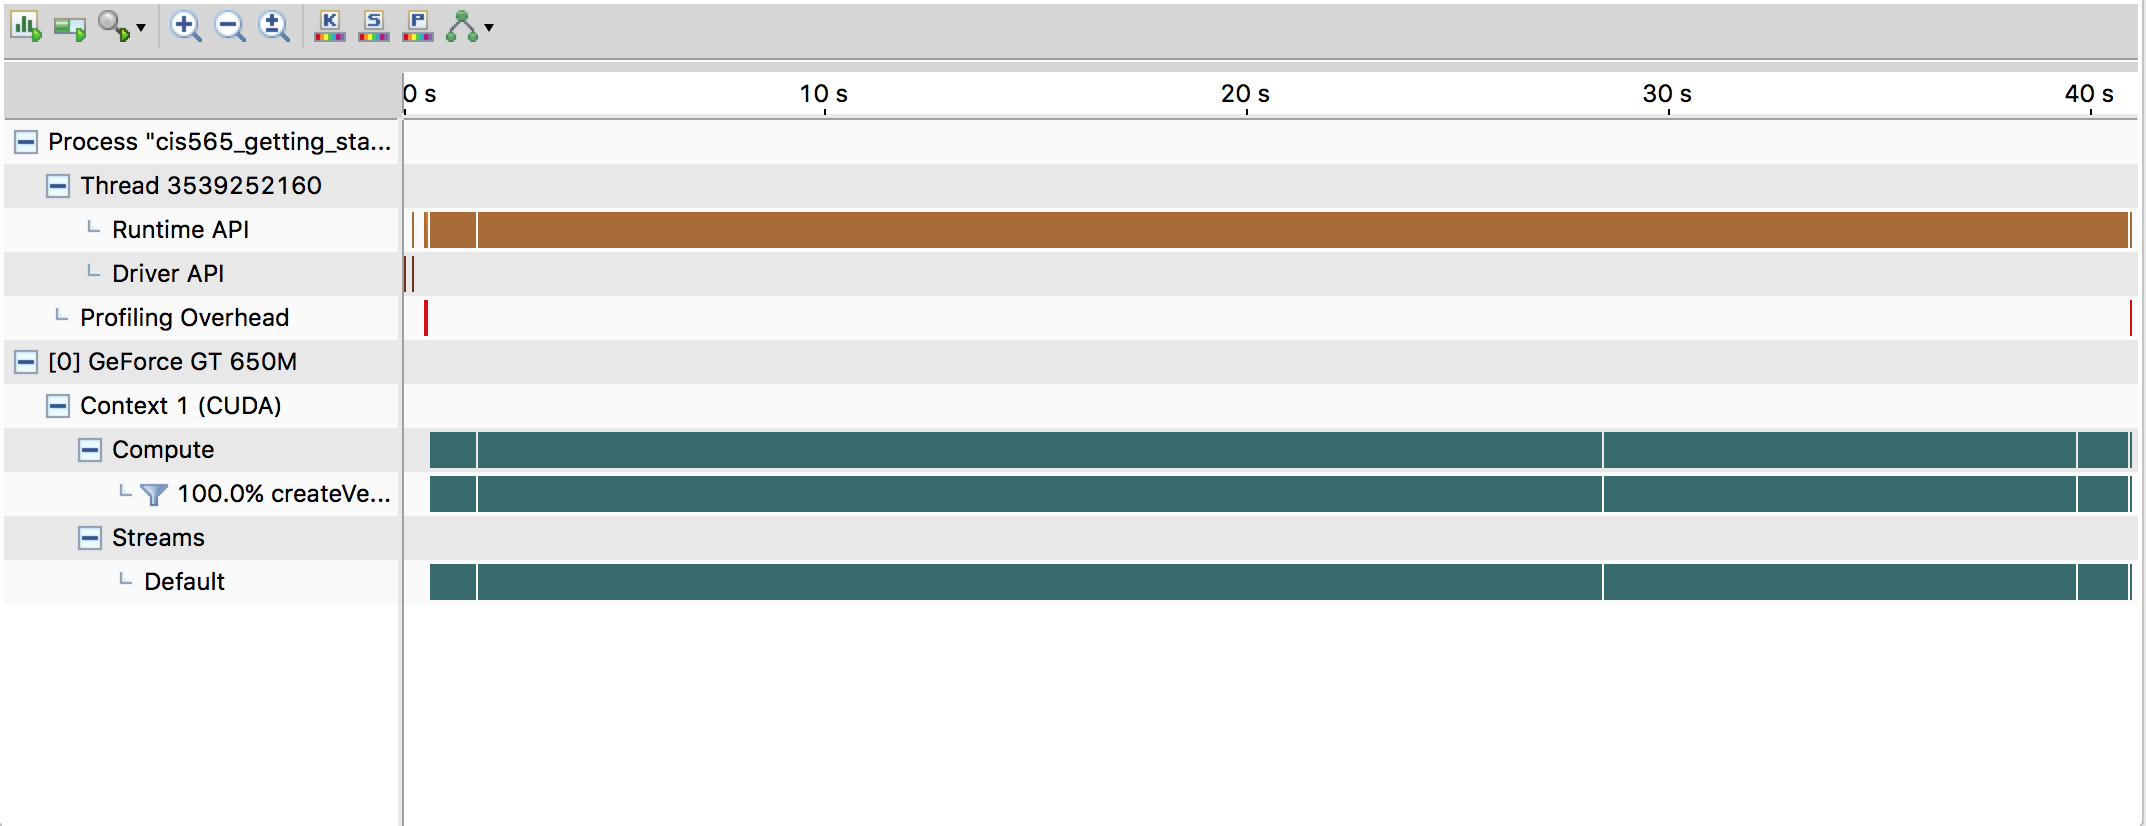 K S P
0 s 10 s 20 s 30 s 40 s
Process "cis565_getting_sta...
Thread 3539252160
Runtime API
Driver API
Profiling Overhead
[0] GeForce GT 650M
Context 1 (CUDA)
Compute
100.0% createVe...
Streams
Default